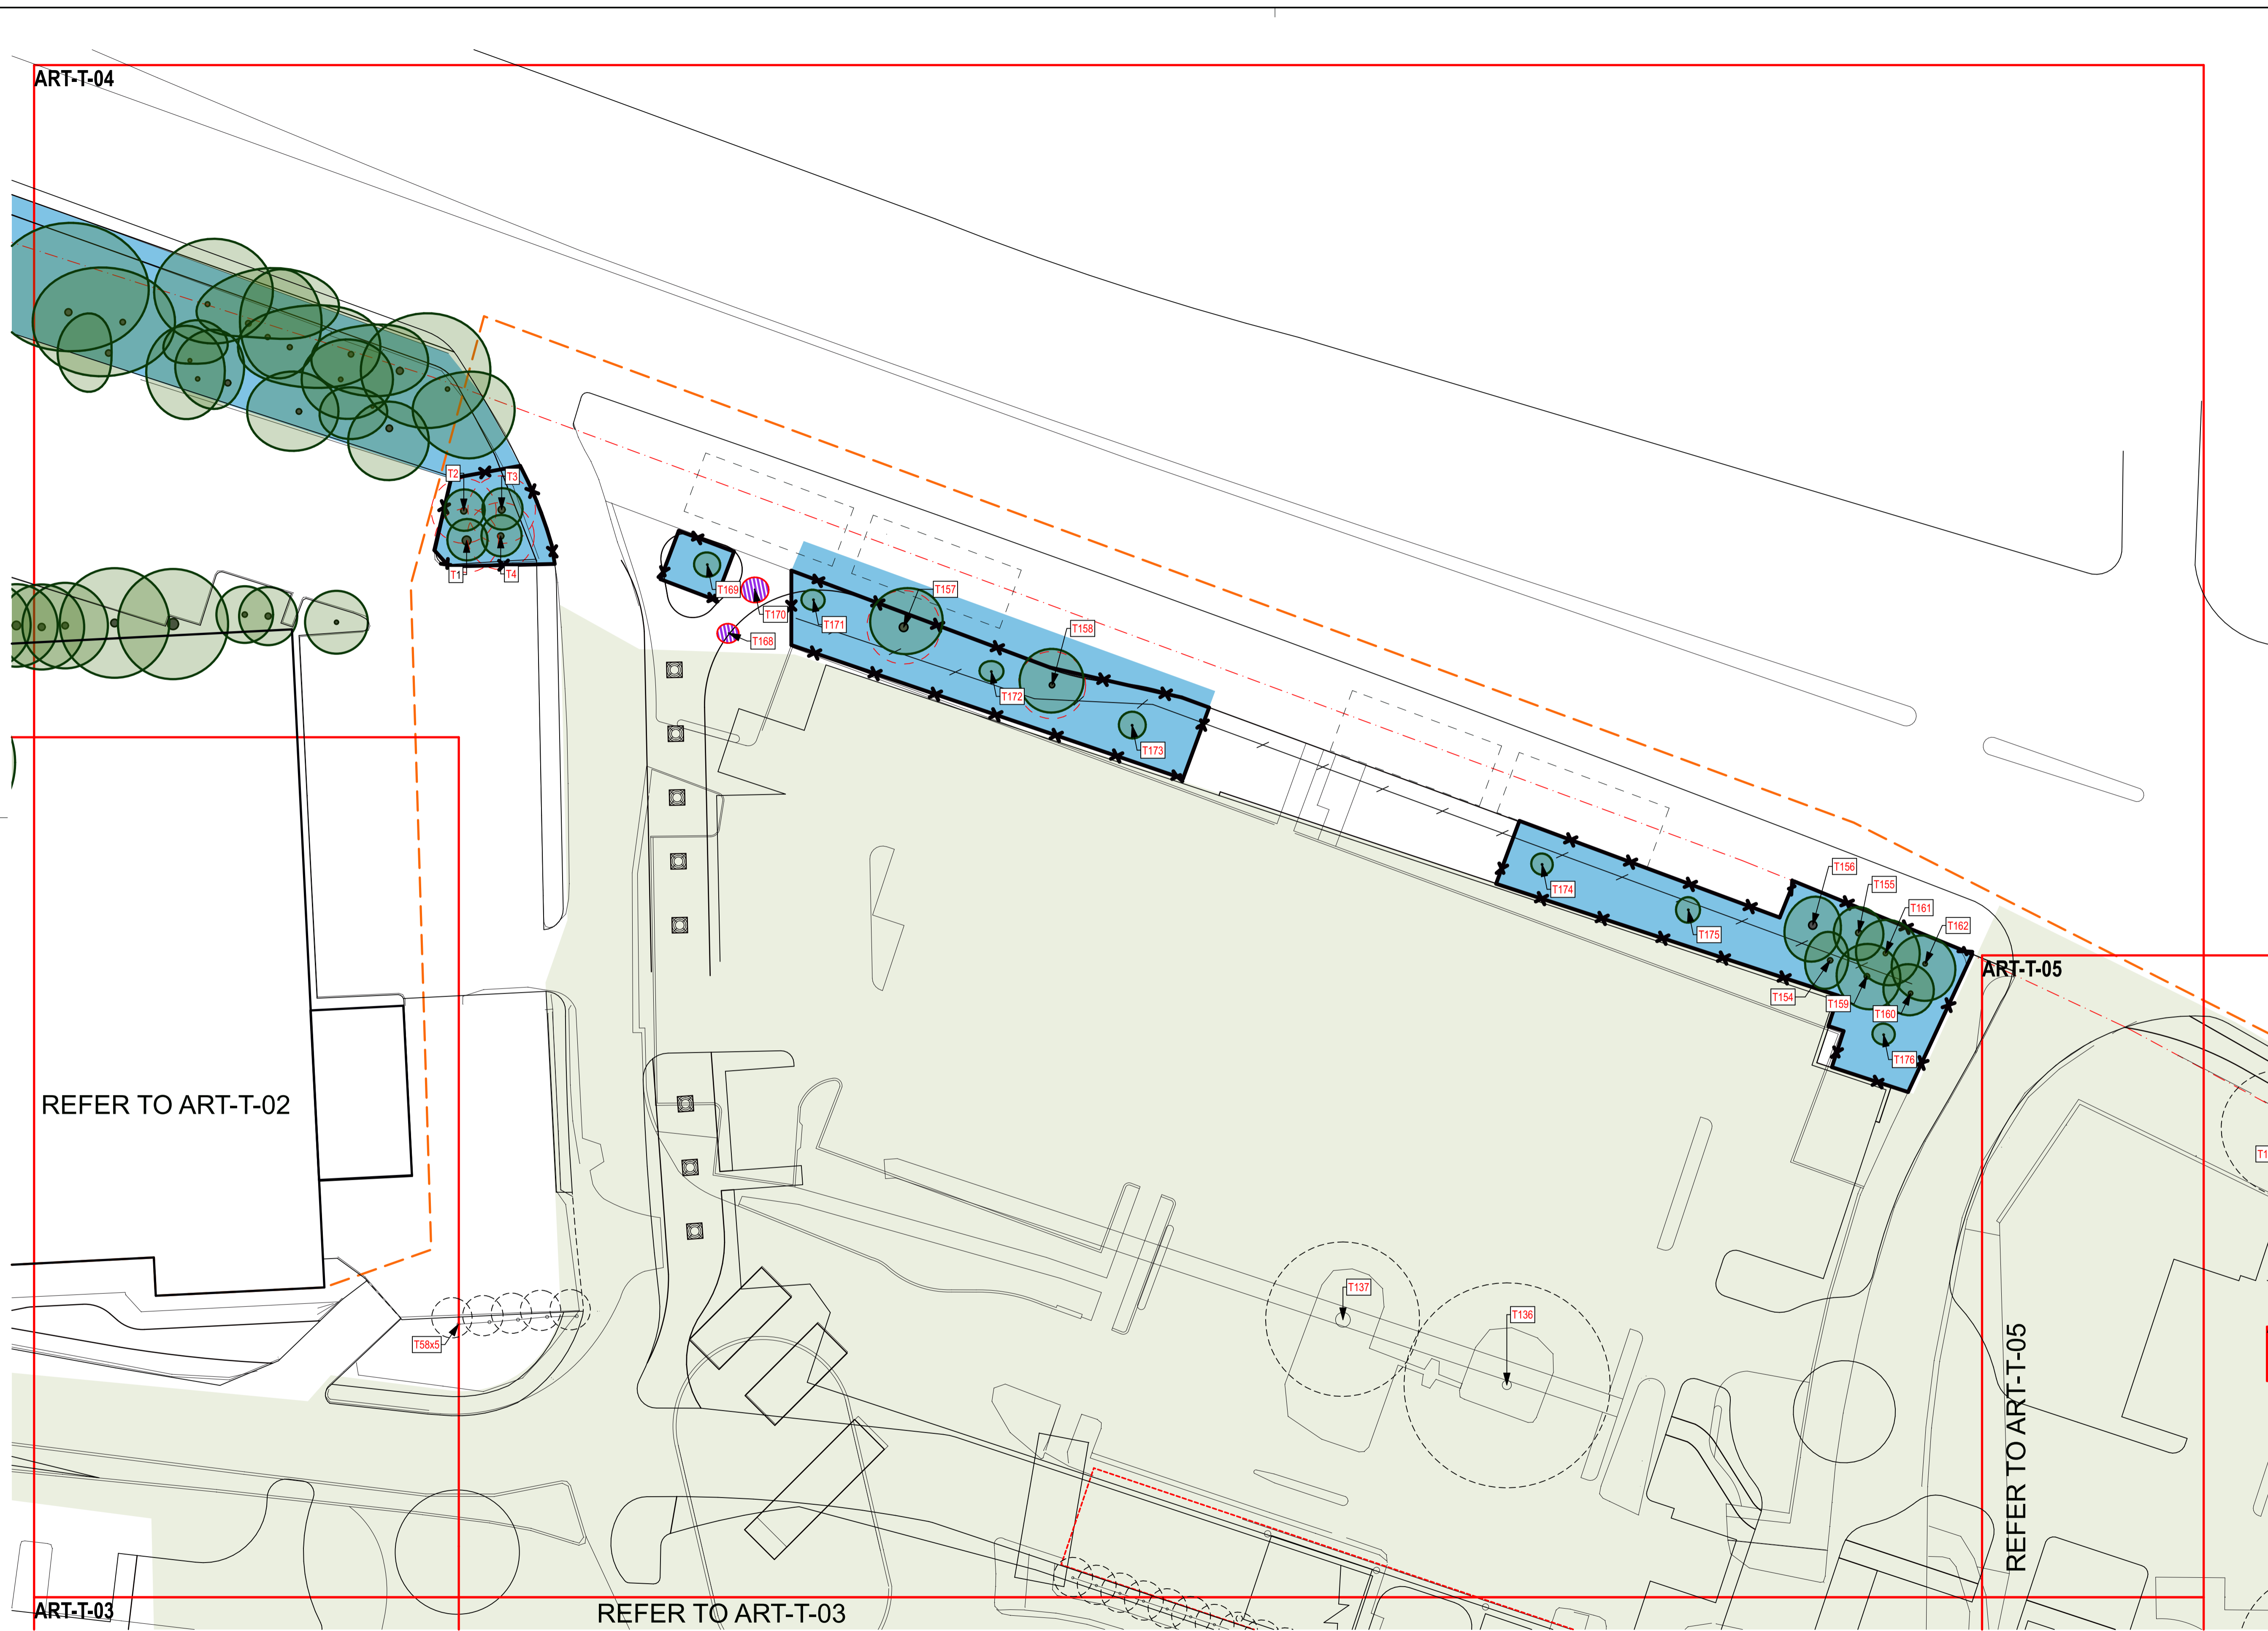 ART-T-04
T2
T3
T1
T4
T169
T170
T168
T171
T157
T158
T172
T173
T174
T175
T156
T155
T161
T162
T154
T159
T160
T176
ART-T-05
REFER TO ART-T-02
T137
T136
T58x5
REFER TO ART-T-05
ART-T-03
REFER TO ART-T-03